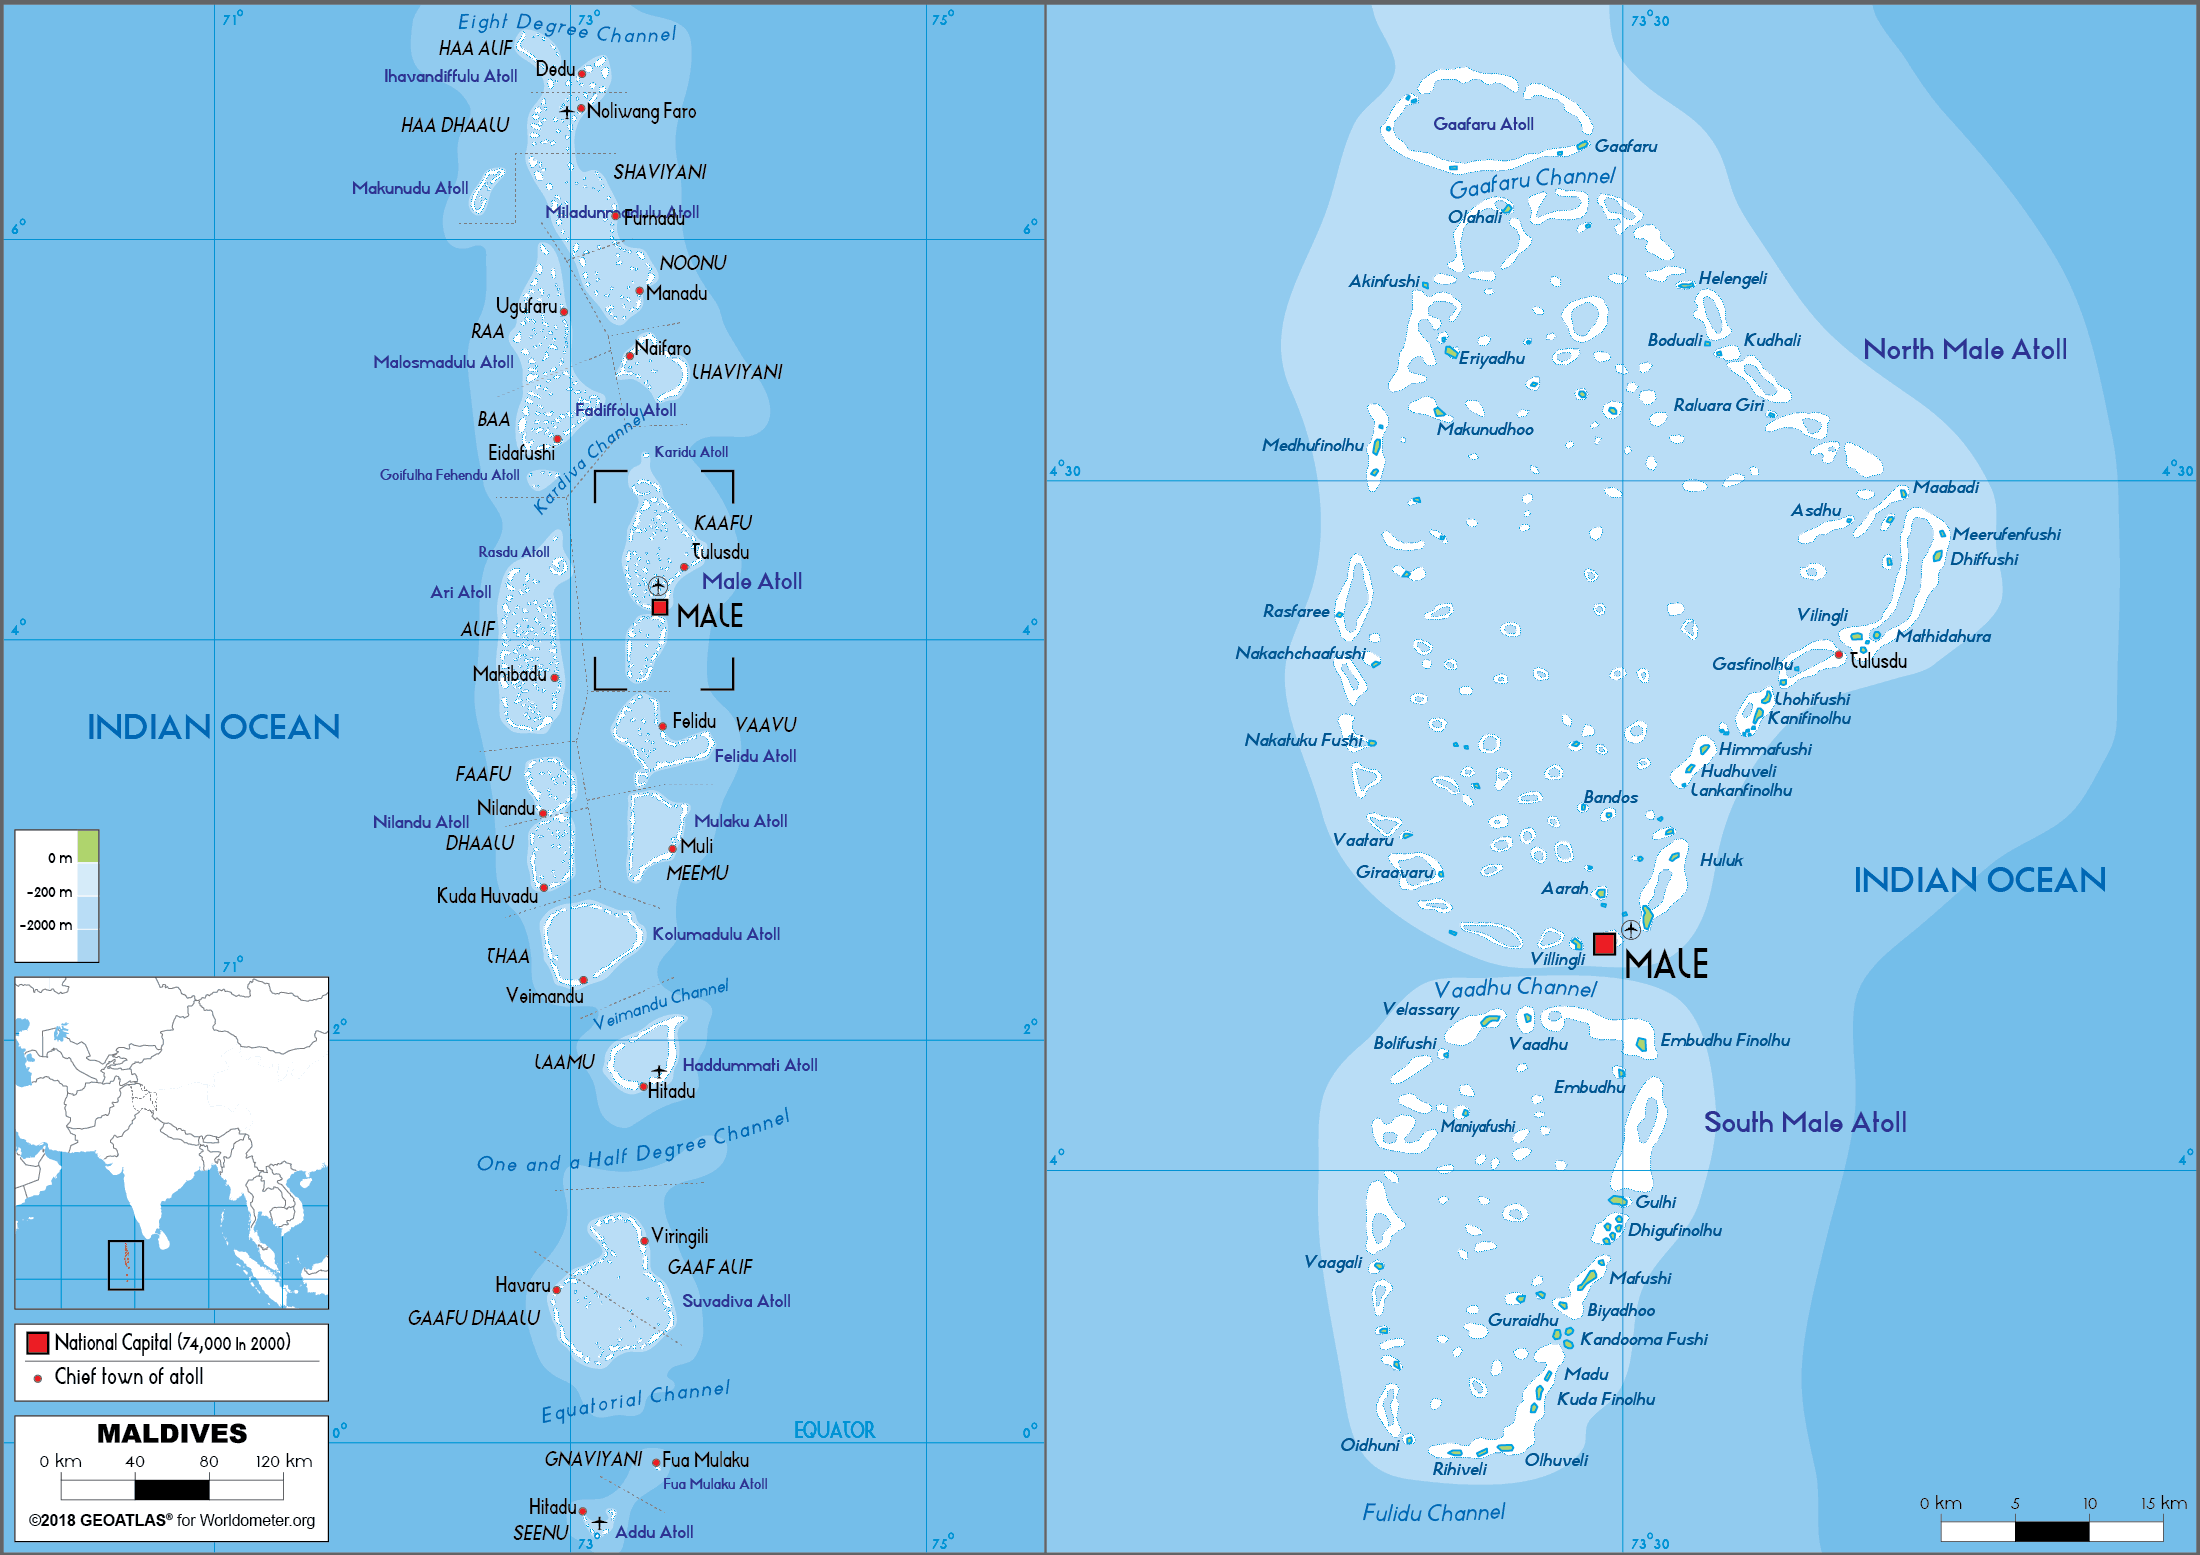 71°
73°
75°
Eight Degree Channel
HAA ALIF
Ihavandiffulu Atoll
Dedu
Noliwang Faro
HAA DHAALU
SHAVIYANI
Makunudu Atoll
Miladunmadulu Atoll
Furnadu
6°
6°
NOONU
Manadu
Ugufaru
RAA
Naifaro
Malosmadulu Atoll
LHAVIYANI
Fadiffolu Atoll
BAA
Eidafushi
Kardiva Channel
Karidu Atoll
Goifulha Fehendu Atoll
KAAFU
Rasdu Atoll
Tulusdu
Male Atoll
Ari Atoll
MALE
ALIF
4°
4°
Mahibadu
INDIAN OCEAN
Felidu
VAAVU
Felidu Atoll
FAAFU
Nilandu
Nilandu Atoll
Mulaku Atoll
DHAALU
Muli
MEEMU
Kuda Huvadu
Kolumadulu Atoll
THAA
Veimandu
Veimandu Channel
71°
2°
2°
LAAMU
Haddummati Atoll
Hitadu
One and a Half Degree Channel
Viringili
GAAF ALIF
Havaru
Suvadiva Atoll
GAAFU DHAALU
Equatorial Channel
EQUATOR
0°
0°
GNAVIYANI
Fua Mulaku
Fua Mulaku Atoll
Hitadu
SEENU
Addu Atoll
73°
75°
0 m
-200 m
-2000 m
National Capital (74,000 In 2000)
Chief town of atoll
MALDIVES
0 km 40 80 120 km
©2018 GEOATLAS® for Worldometer.org
73°30
Gaafaru Atoll
Gaafaru
Gaafaru Channel
Olahali
Akinfushi
Helengeli
Boduali
Kudhali
North Male Atoll
Eriyadhu
Raluara Giri
Makunudhoo
Medhufinolhu
4°30
4°30
Maabadi
Asdhu
Meerufenfushi
Dhiffushi
Rasfaree
Vilingli
Mathidahura
Nakachchaafushi
Gasfinolhu
Tulusdu
Lhohifushi
Kanifinolhu
Nakatuku Fushi
Himmafushi
Hudhuveli
Lankanfinolhu
Bandos
Vaataru
Huluk
Giraavaru
Aarah
INDIAN OCEAN
Villingli
MALE
Vaadhu Channel
Velassary
Bolifushi
Vaadhu
Embudhu Finolhu
Embudhu
South Male Atoll
Maniyafushi
4°
4°
Gulhi
Dhigufinolhu
Vaagali
Mafushi
Biyadhoo
Guraidhu
Kandooma Fushi
Madu
Kuda Finolhu
Oidhuni
Olhuveli
Rihiveli
Fulidu Channel
0 km 5 10 15 km
73°30